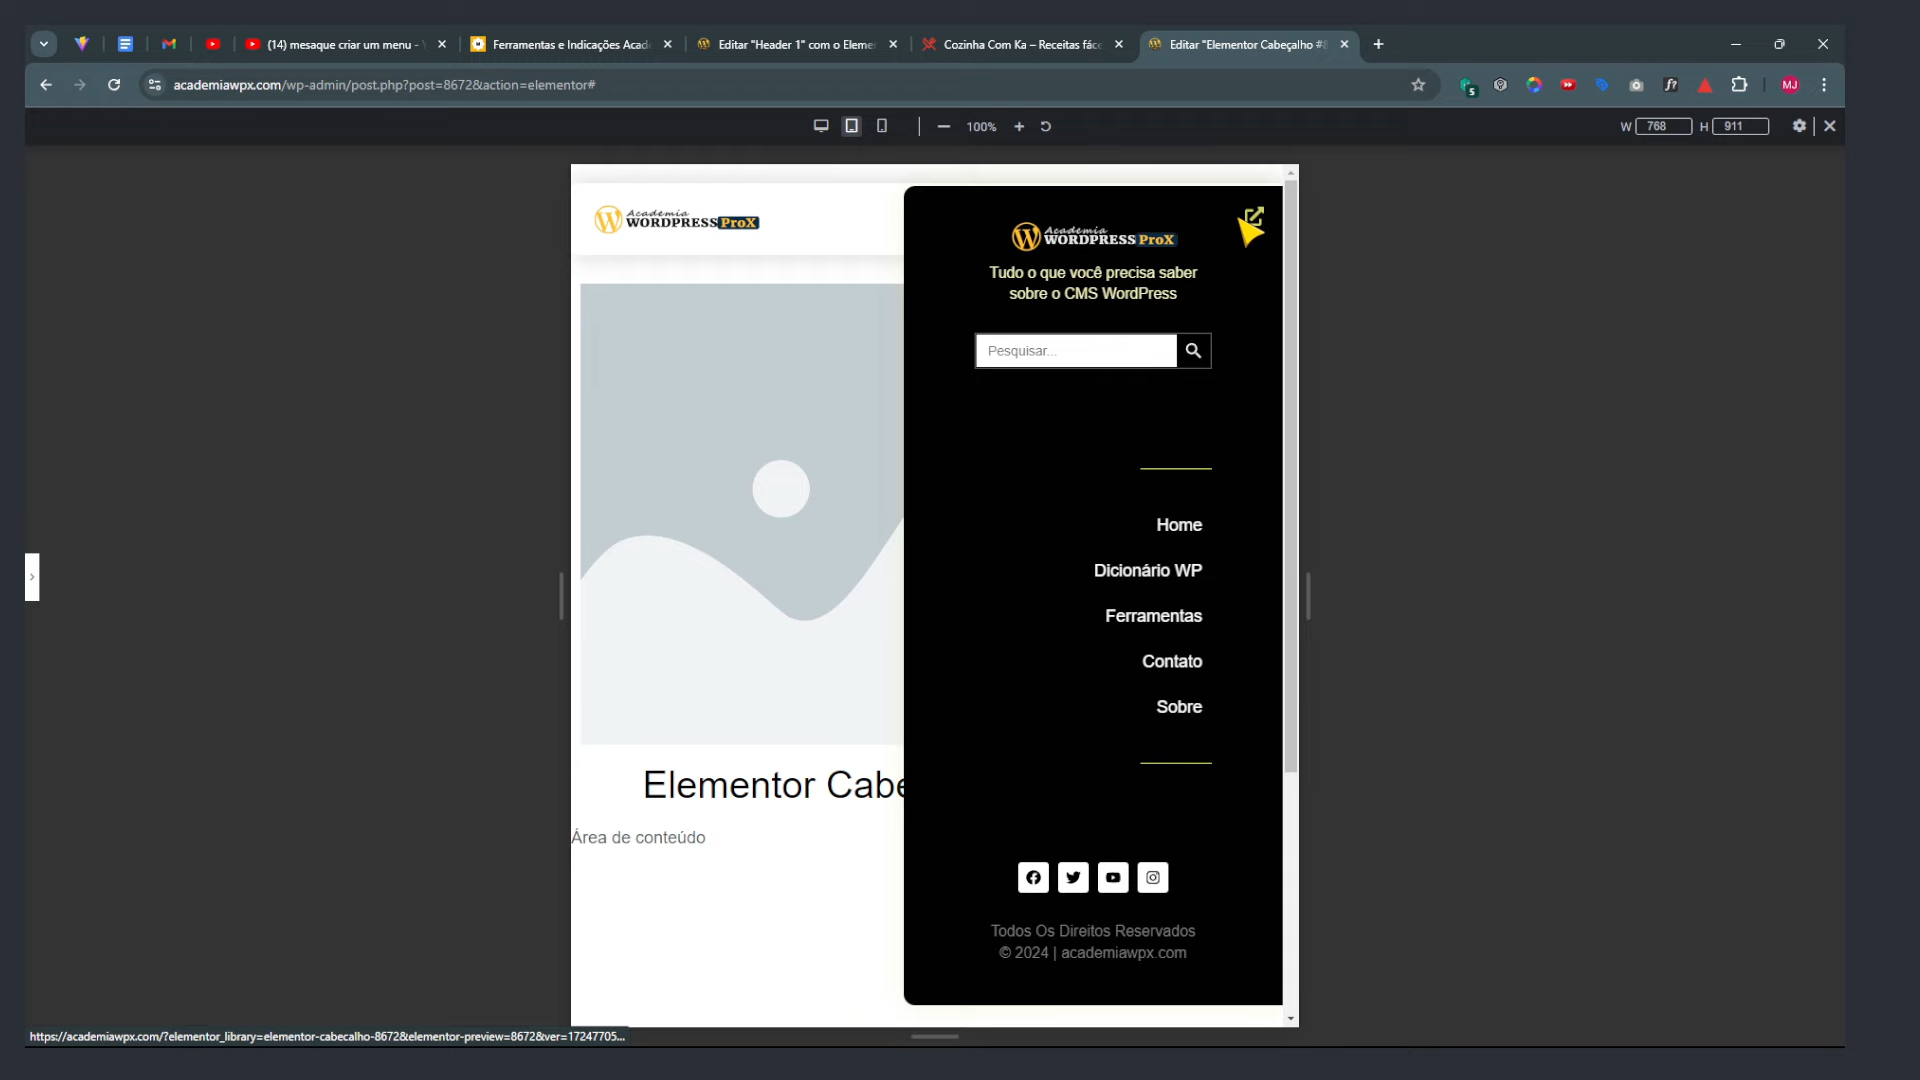 (14) mesaque criar um menu - Y
Ferramentas e Indicações Acad
Editar "Header 1" com o Eleme
Cozinha Com Ka – Receitas fác
Editar "Elementor Cabeçalho #8
academiawpx.com/wp-admin/post.php?post=8672&action=elementor#
5
f?
MJ
100%
W 768 H 911
Academia
WORDPRESS ProX
Academia
WORDPRESS ProX
Tudo o que você precisa saber
sobre o CMS WordPress
Pesquisar...
Home
Dicionário WP
Ferramentas
Contato
Sobre
Elementor Cabe
Área de conteúdo
Todos Os Direitos Reservados
© 2024 | academiawpx.com
https://academiawpx.com/?elementor_library=elementor-cabecalho-8672&elementor-preview=8672&ver=17247705...